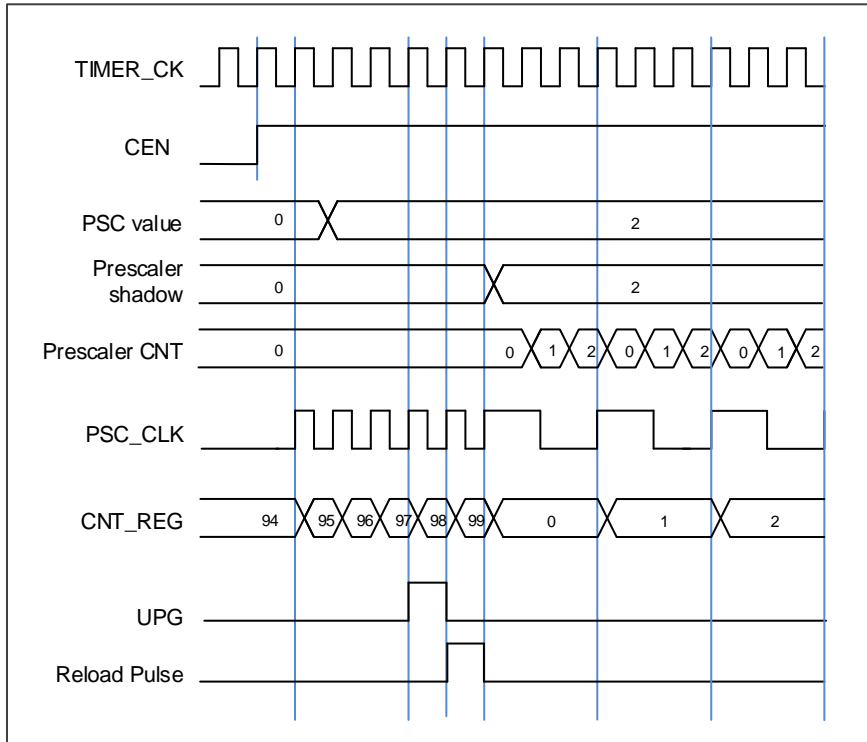 TIMER_CK
CEN
PSC value 0 2
Prescaler
shadow 0 2
Prescaler CNT 0 0 1 2 0 1 2 0 1 2
PSC_CLK
CNT_REG 94 95 96 97 98 99 0 1 2
UPG
Reload Pulse